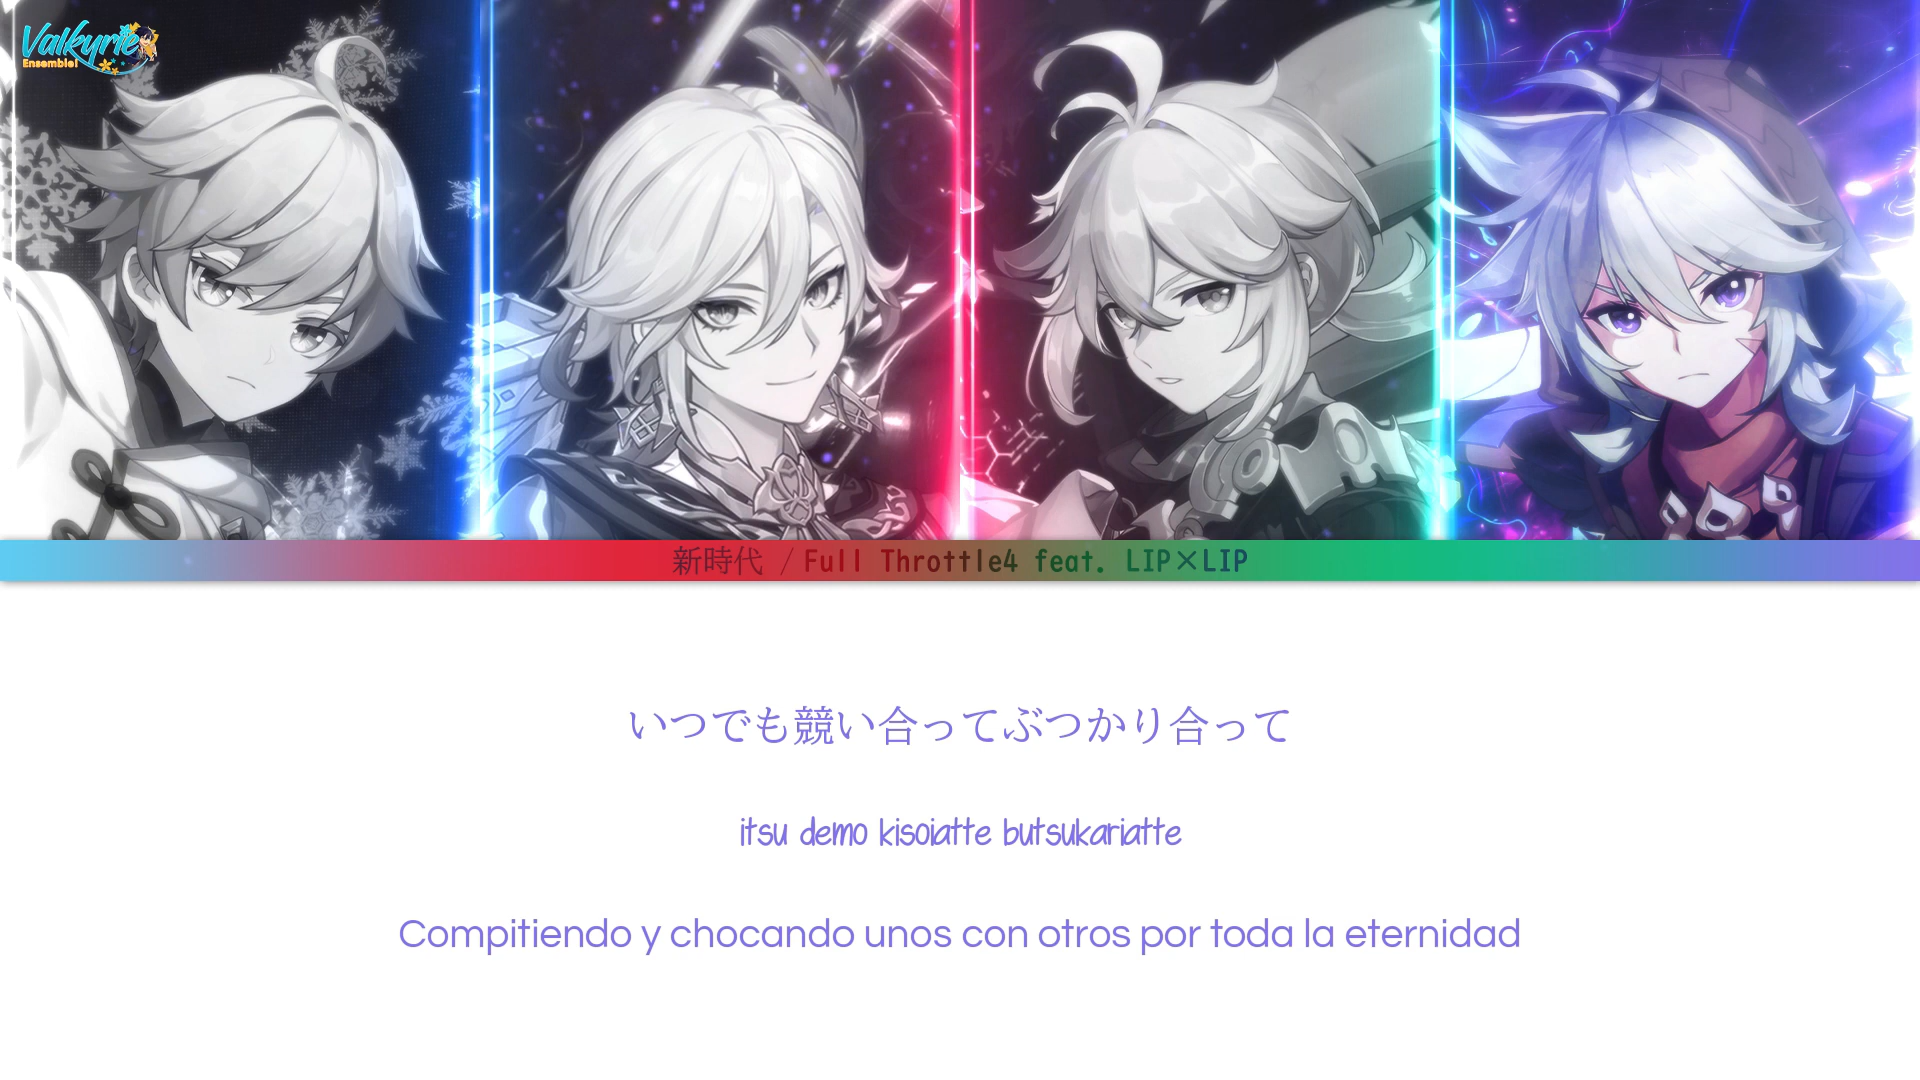 Valkyrie
Ensemble!
新時代 / Full Throttle4 feat. LIP×LIP
いつでも競い合ってぶつかり合って
itsu demo kisoiatte butsukariatte
Compitiendo y chocando unos con otros por toda la eternidad